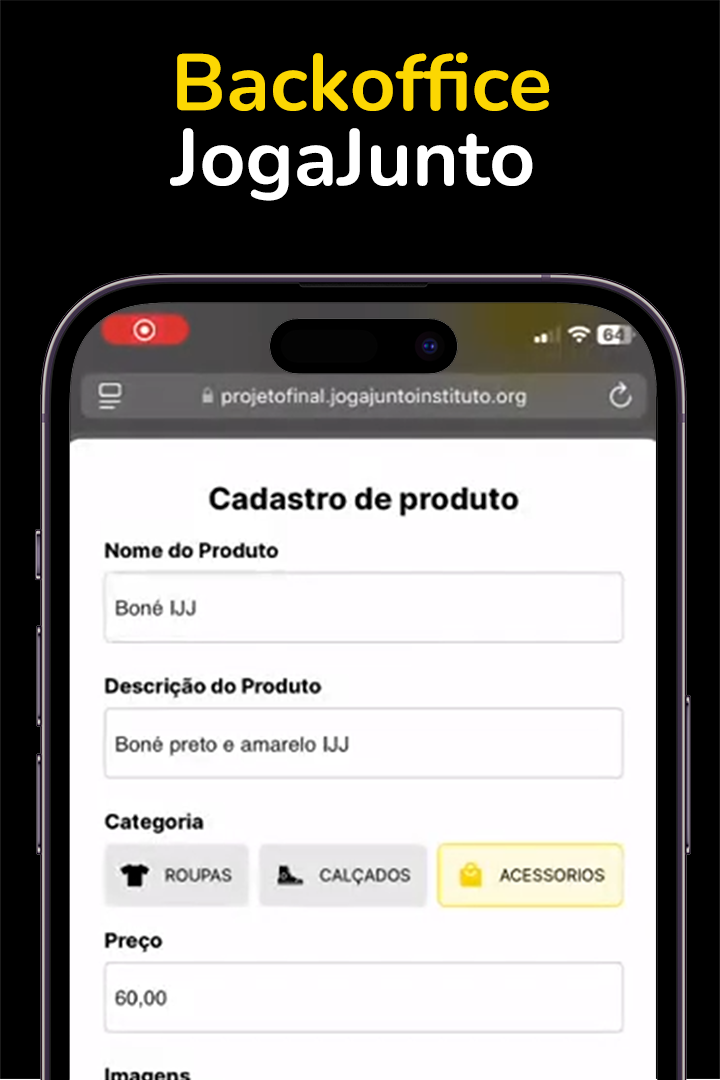 Backoffice
JogaJunto
64
projetofinal.jogajuntoinstituto.org
Cadastro de produto
Nome do Produto
Boné IJJ
Descrição do Produto
Boné preto e amarelo IJJ
Categoria
ROUPAS CALÇADOS ACESSORIOS
Preço
60,00
Imagens